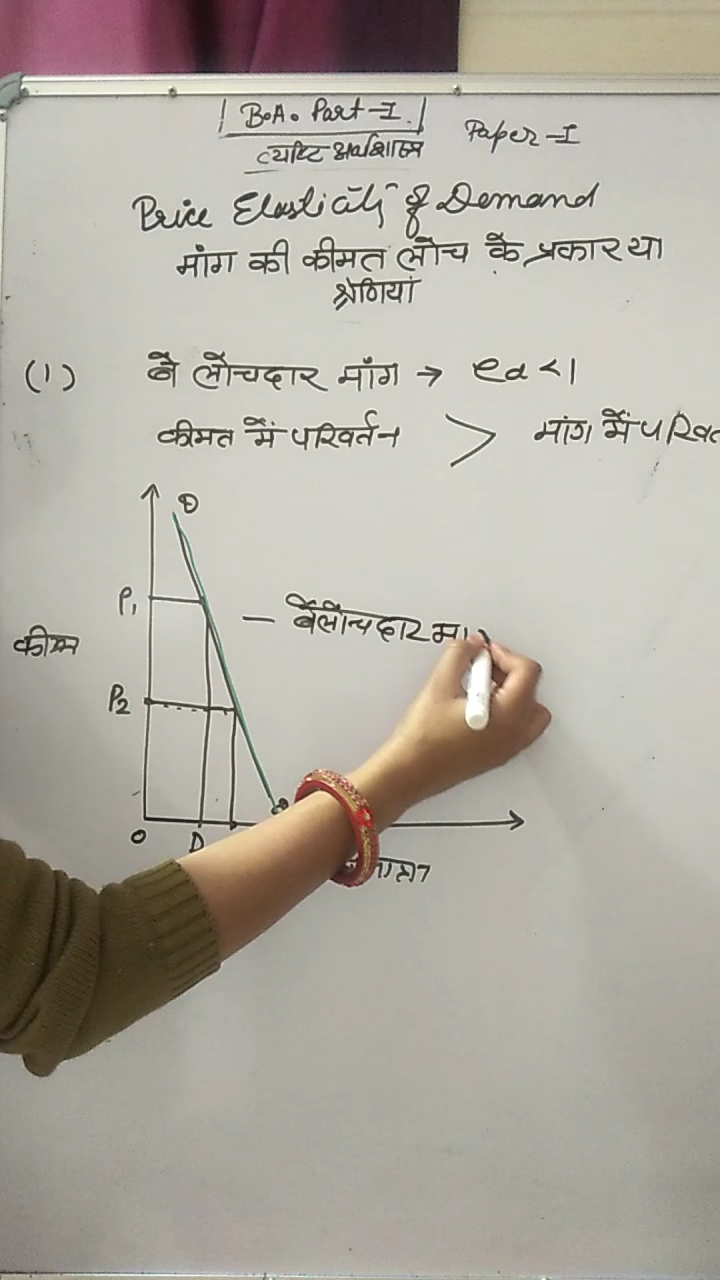 B.A. Part-I
व्यष्टि अर्थशास्त्र
Paper-I
Price Elasticity of Demand
मांग की कीमत लोच के प्रकार या
श्रेणियां
(1) बे लोचदार मांग → ed < 1
कीमत में परिवर्तन > मांग में परिवर्त
D
P1
बेलोचदार मा
कीमत
P2
O D